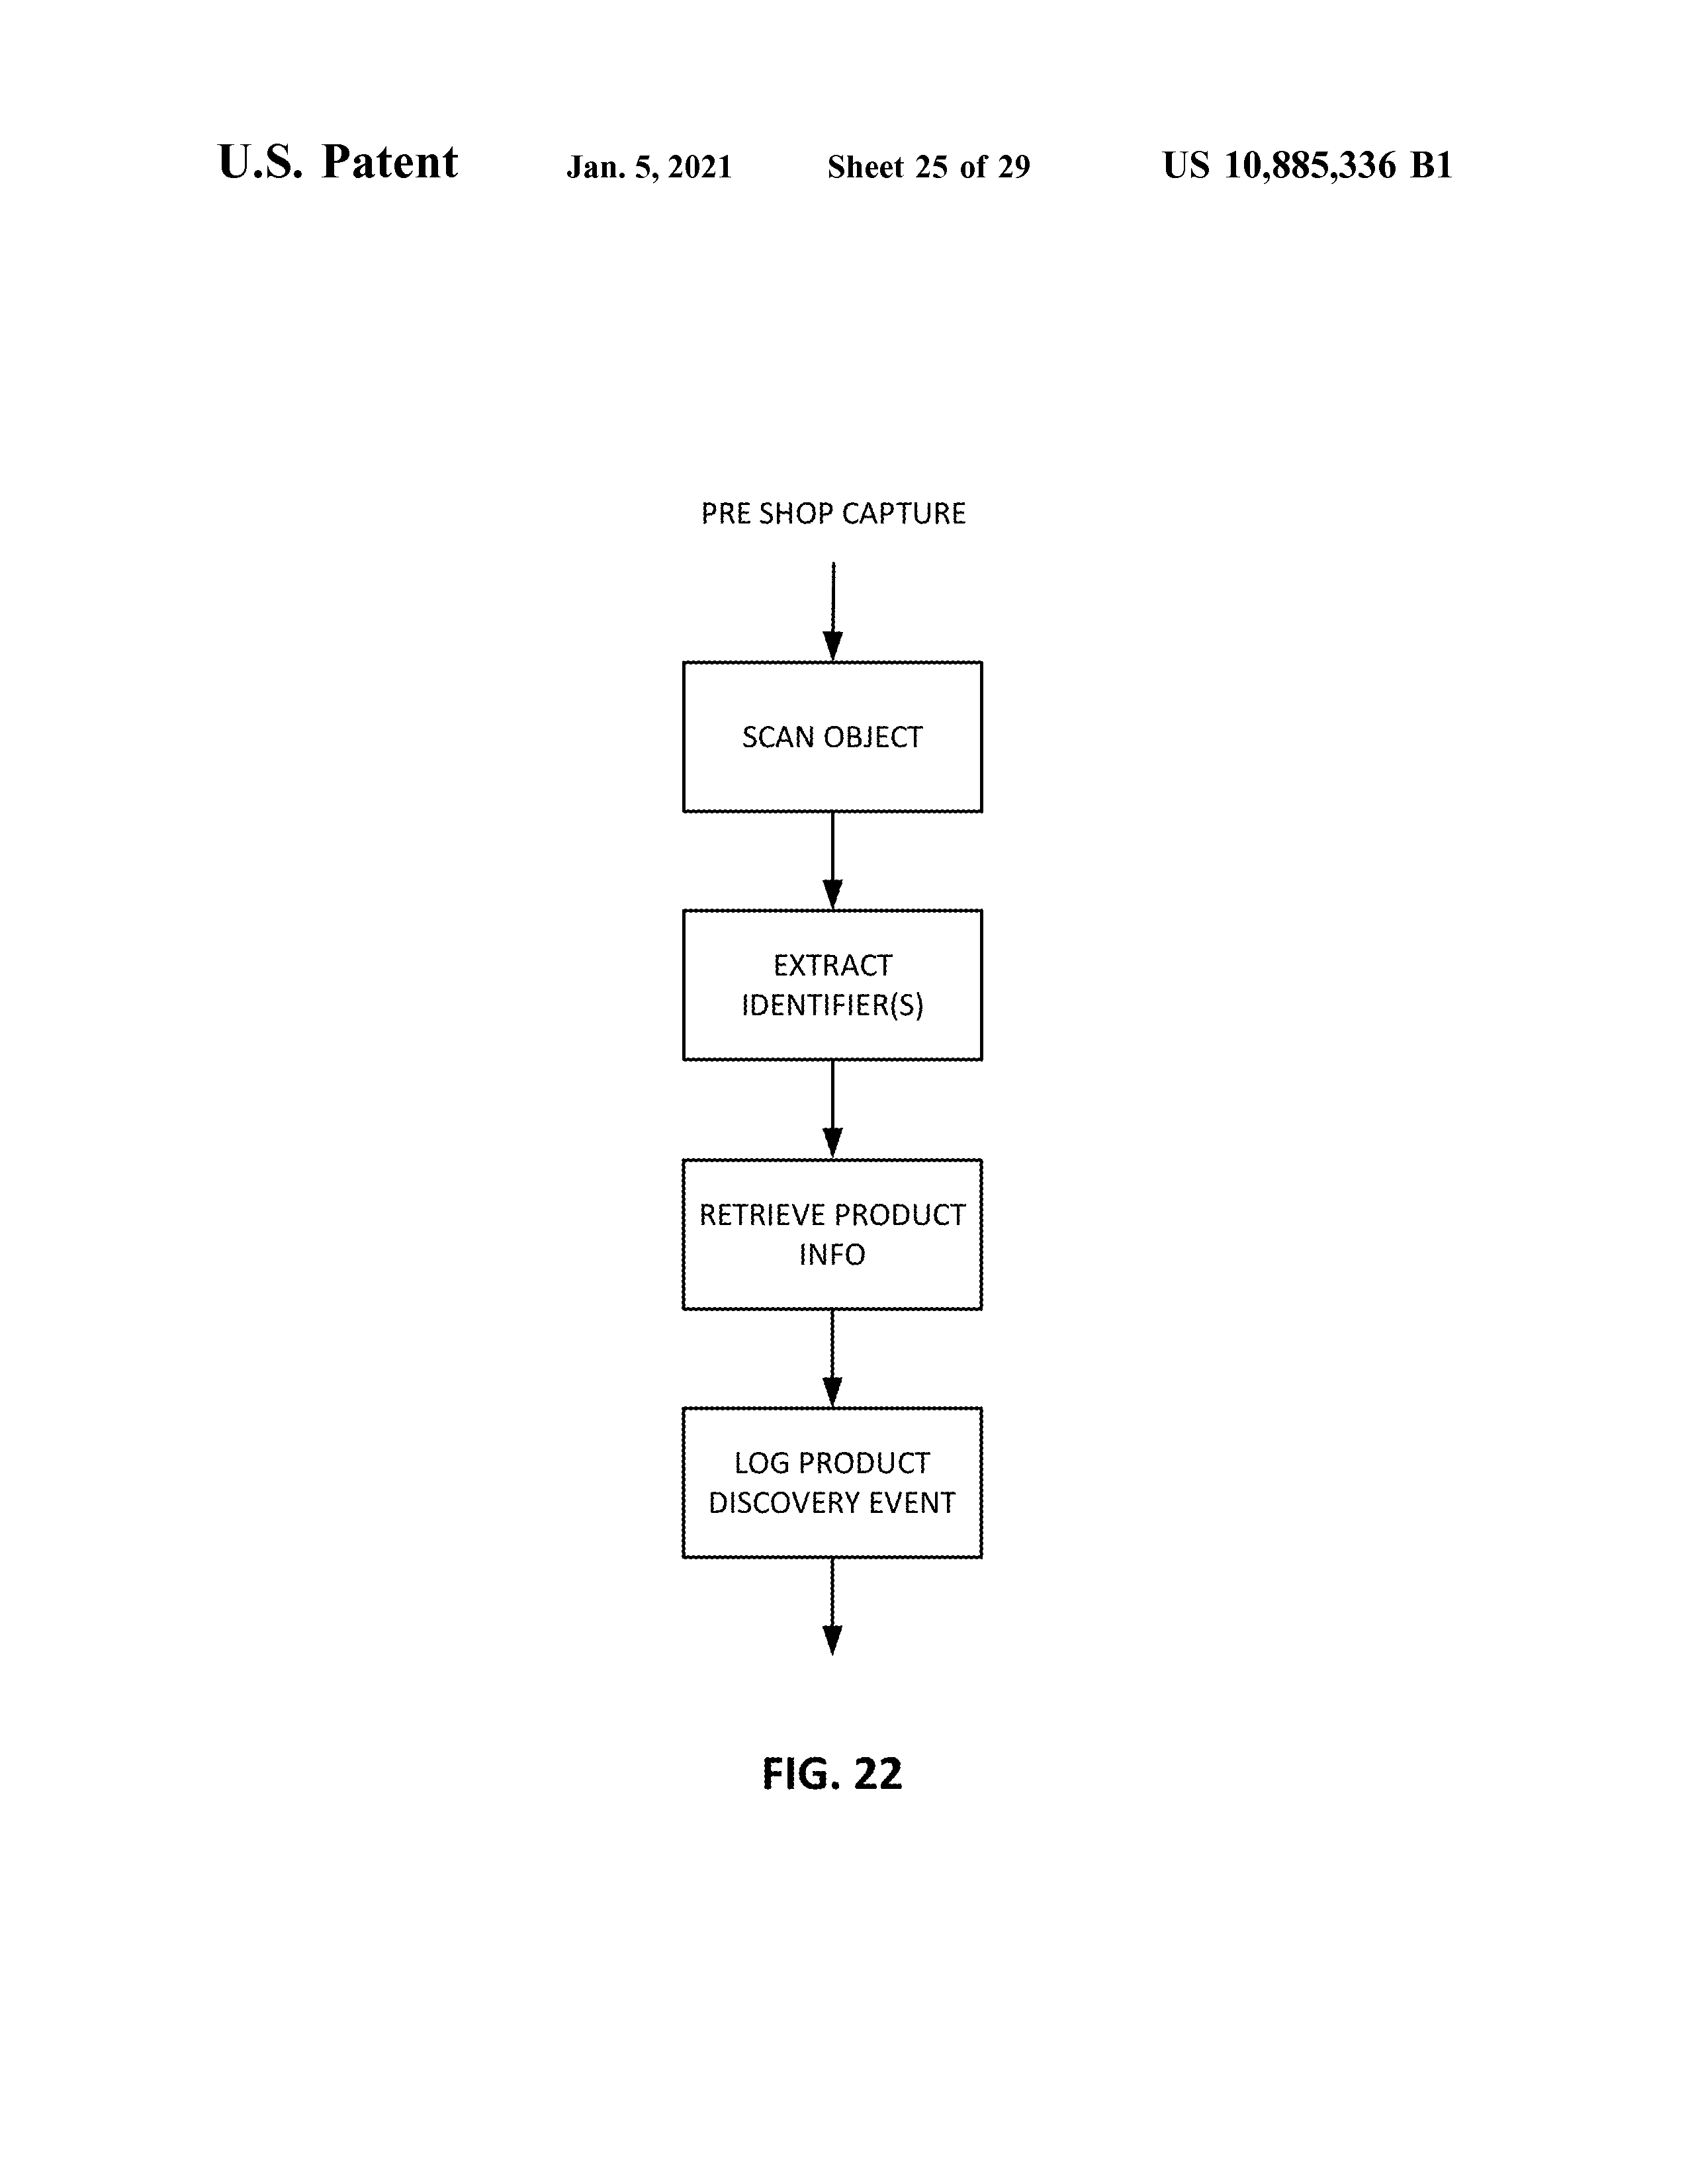 U.S. Patent Jan. 5, 2021 Sheet 25 of 29 US 10,885,336 B1
PRE SHOP CAPTURE
SCAN OBJECT
EXTRACT
IDENTIFIER(S)
RETRIEVE PRODUCT
INFO
LOG PRODUCT
DISCOVERY EVENT
FIG. 22